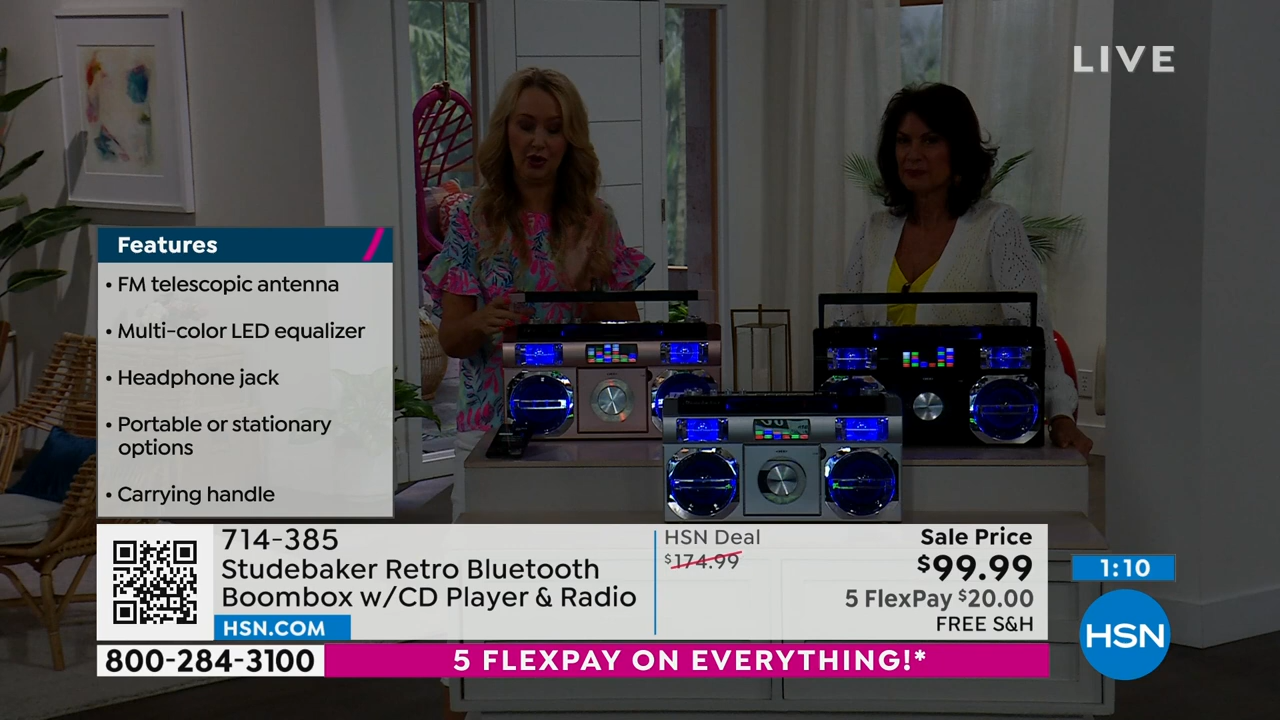 LIVE
Features
• FM telescopic antenna
• Multi-color LED equalizer
• Headphone jack
• Portable or stationary
options
• Carrying handle
714-385
Studebaker Retro Bluetooth
Boombox w/CD Player & Radio
HSN.COM
HSN Deal
$174.99
Sale Price
$99.99
5 FlexPay $20.00
FREE S&H
1:10
HSN
800-284-3100
5 FLEXPAY ON EVERYTHING!*